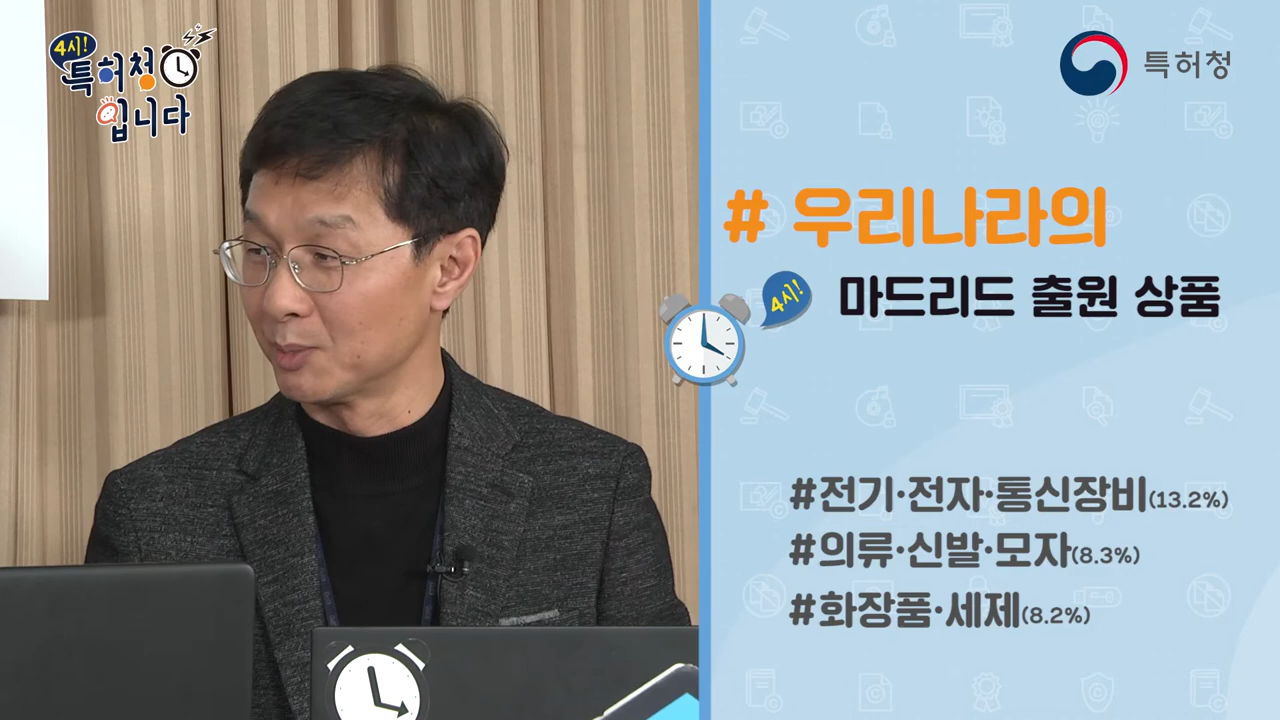 4시!
특허청
입니다
특허청
# 우리나라의
4시!
마드리드 출원 상품
#전기·전자·통신장비(13.2%)
#의류·신발·모자(8.3%)
#화장품·세제(8.2%)